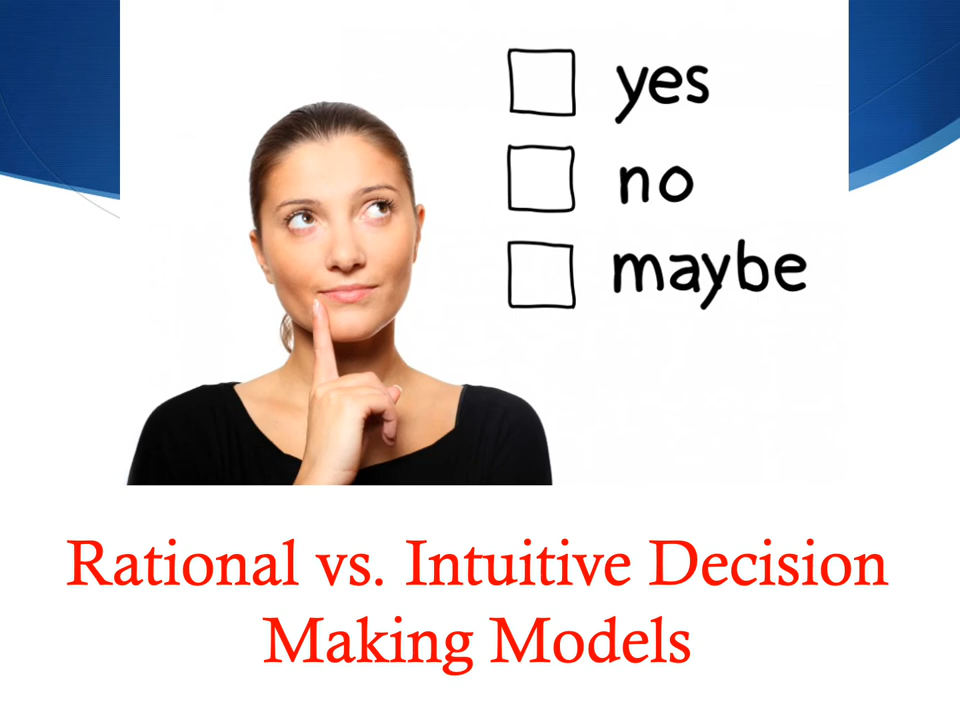 yes
no
maybe
Rational vs. Intuitive Decision
Making Models